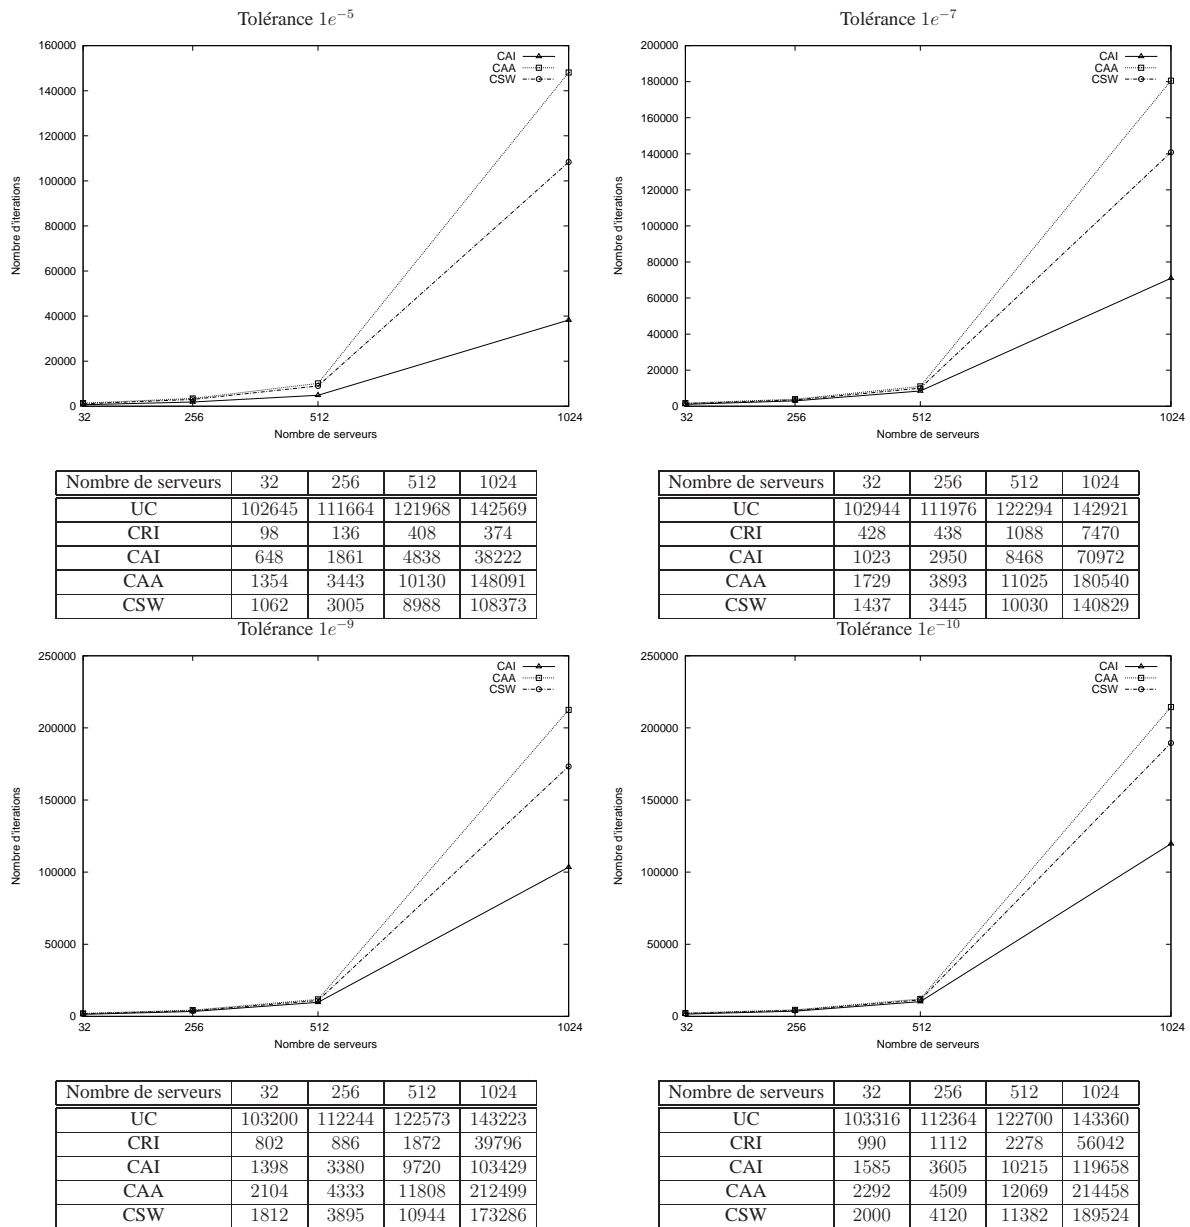 Tolérance 1e−5
160000
140000
120000
100000
80000
60000
40000
20000
0
Nombre d'iterations
CAI
CAA
CSW
32 256 512 1024
Nombre de serveurs
Nombre de serveurs 32 256 512 1024
UC 102645 111664 121968 142569
CRI 98 136 408 374
CAI 648 1861 4838 38222
CAA 1354 3443 10130 148091
CSW 1062 3005 8988 108373
Tolérance 1e−7
200000
180000
160000
140000
120000
100000
80000
60000
40000
20000
0
Nombre d'iterations
CAI
CAA
CSW
32 256 512 1024
Nombre de serveurs
Nombre de serveurs 32 256 512 1024
UC 102944 111976 122294 142921
CRI 428 438 1088 7470
CAI 1023 2950 8468 70972
CAA 1729 3893 11025 180540
CSW 1437 3445 10030 140829
Tolérance 1e−9
250000
200000
150000
100000
50000
0
Nombre d'iterations
CAI
CAA
CSW
32 256 512 1024
Nombre de serveurs
Nombre de serveurs 32 256 512 1024
UC 103200 112244 122573 143223
CRI 802 886 1872 39796
CAI 1398 3380 9720 103429
CAA 2104 4333 11808 212499
CSW 1812 3895 10944 173286
Tolérance 1e−10
250000
200000
150000
100000
50000
0
Nombre d'iterations
CAI
CAA
CSW
32 256 512 1024
Nombre de serveurs
Nombre de serveurs 32 256 512 1024
UC 103316 112364 122700 143360
CRI 990 1112 2278 56042
CAI 1585 3605 10215 119658
CAA 2292 4509 12069 214458
CSW 2000 4120 11382 189524